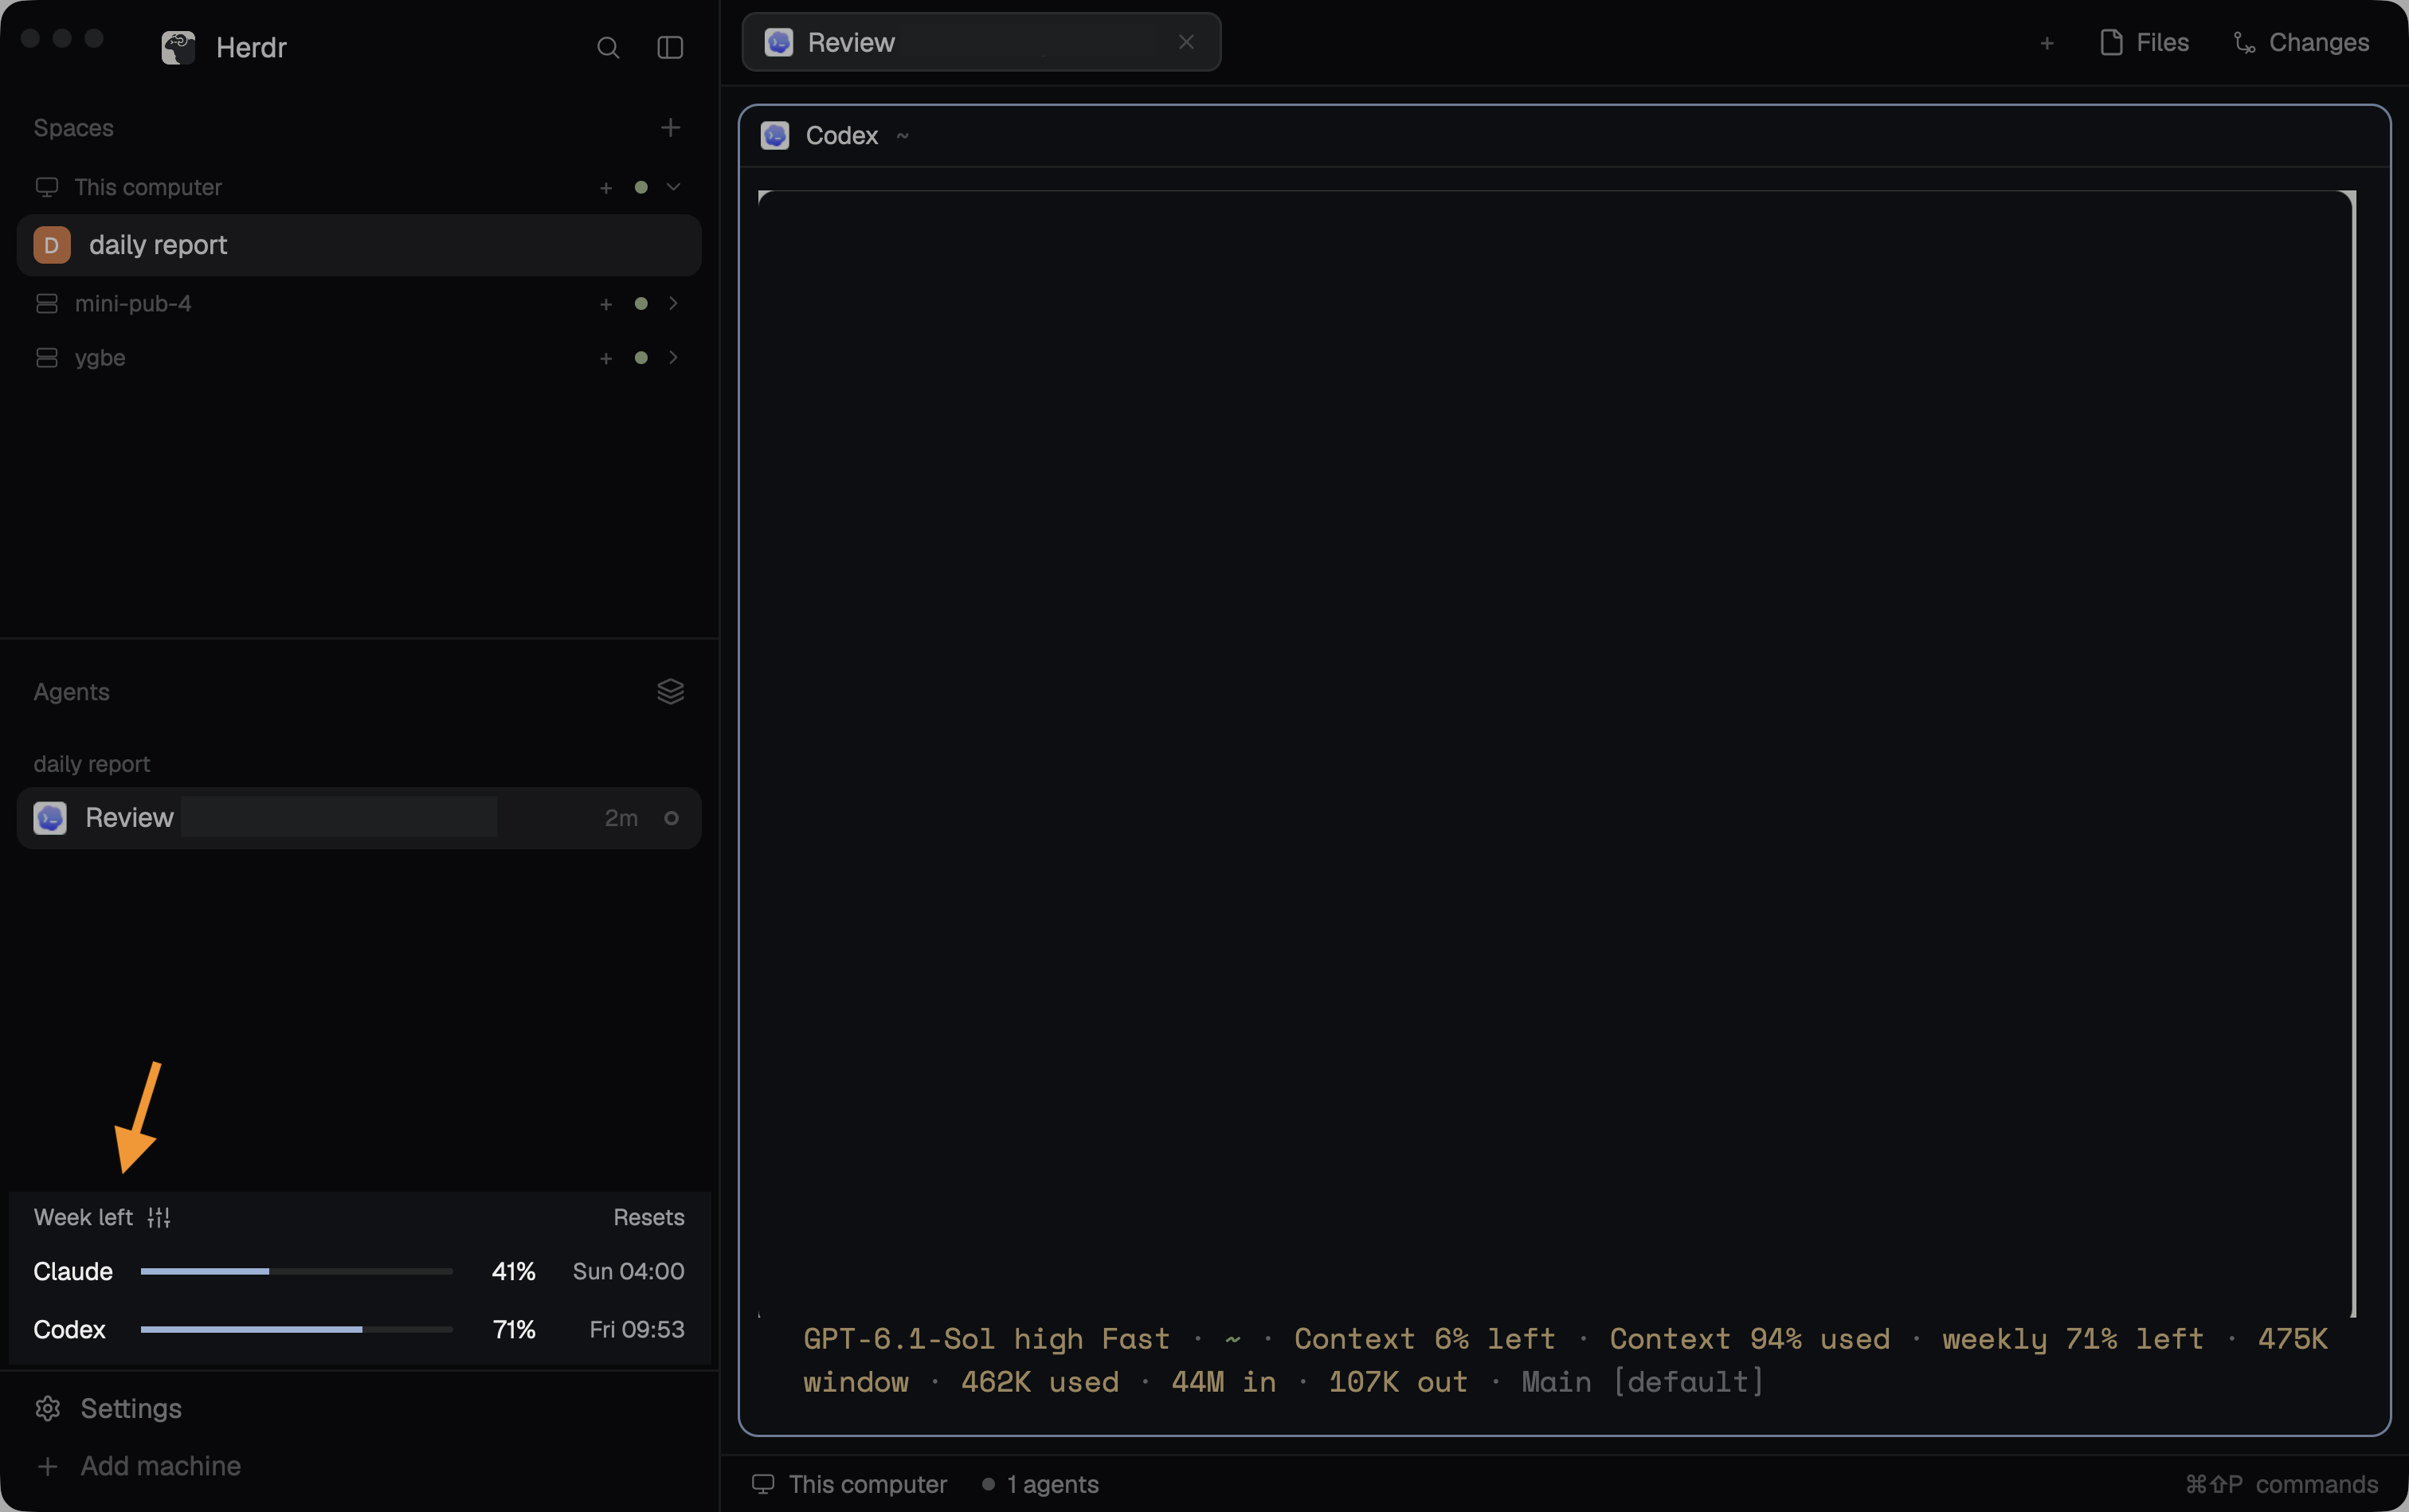 Herdr
Spaces
This computer
D daily report
mini-pub-4
ygbe
Agents
daily report
Review 2m
Week left Resets
Claude 41% Sun 04:00
Codex 71% Fri 09:53
Settings
Add machine
Review
Files Changes
Codex ~
GPT-6.1-Sol high Fast · ~ · Context 6% left · Context 94% used · weekly 71% left · 475K
window · 462K used · 44M in · 107K out · Main [default]
This computer 1 agents
⌘⇧P commands